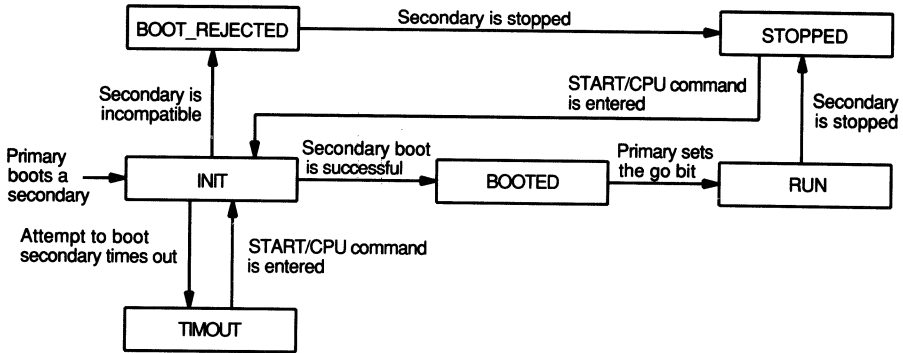 BOOT_REJECTED
Secondary is stopped
STOPPED
Secondary is
incompatible
START/CPU command
is entered
Secondary
is stopped
Primary
boots a
secondary
INIT
Secondary boot
is successful
BOOTED
Primary sets
the go bit
RUN
Attempt to boot
secondary times out
START/CPU command
is entered
TIMOUT